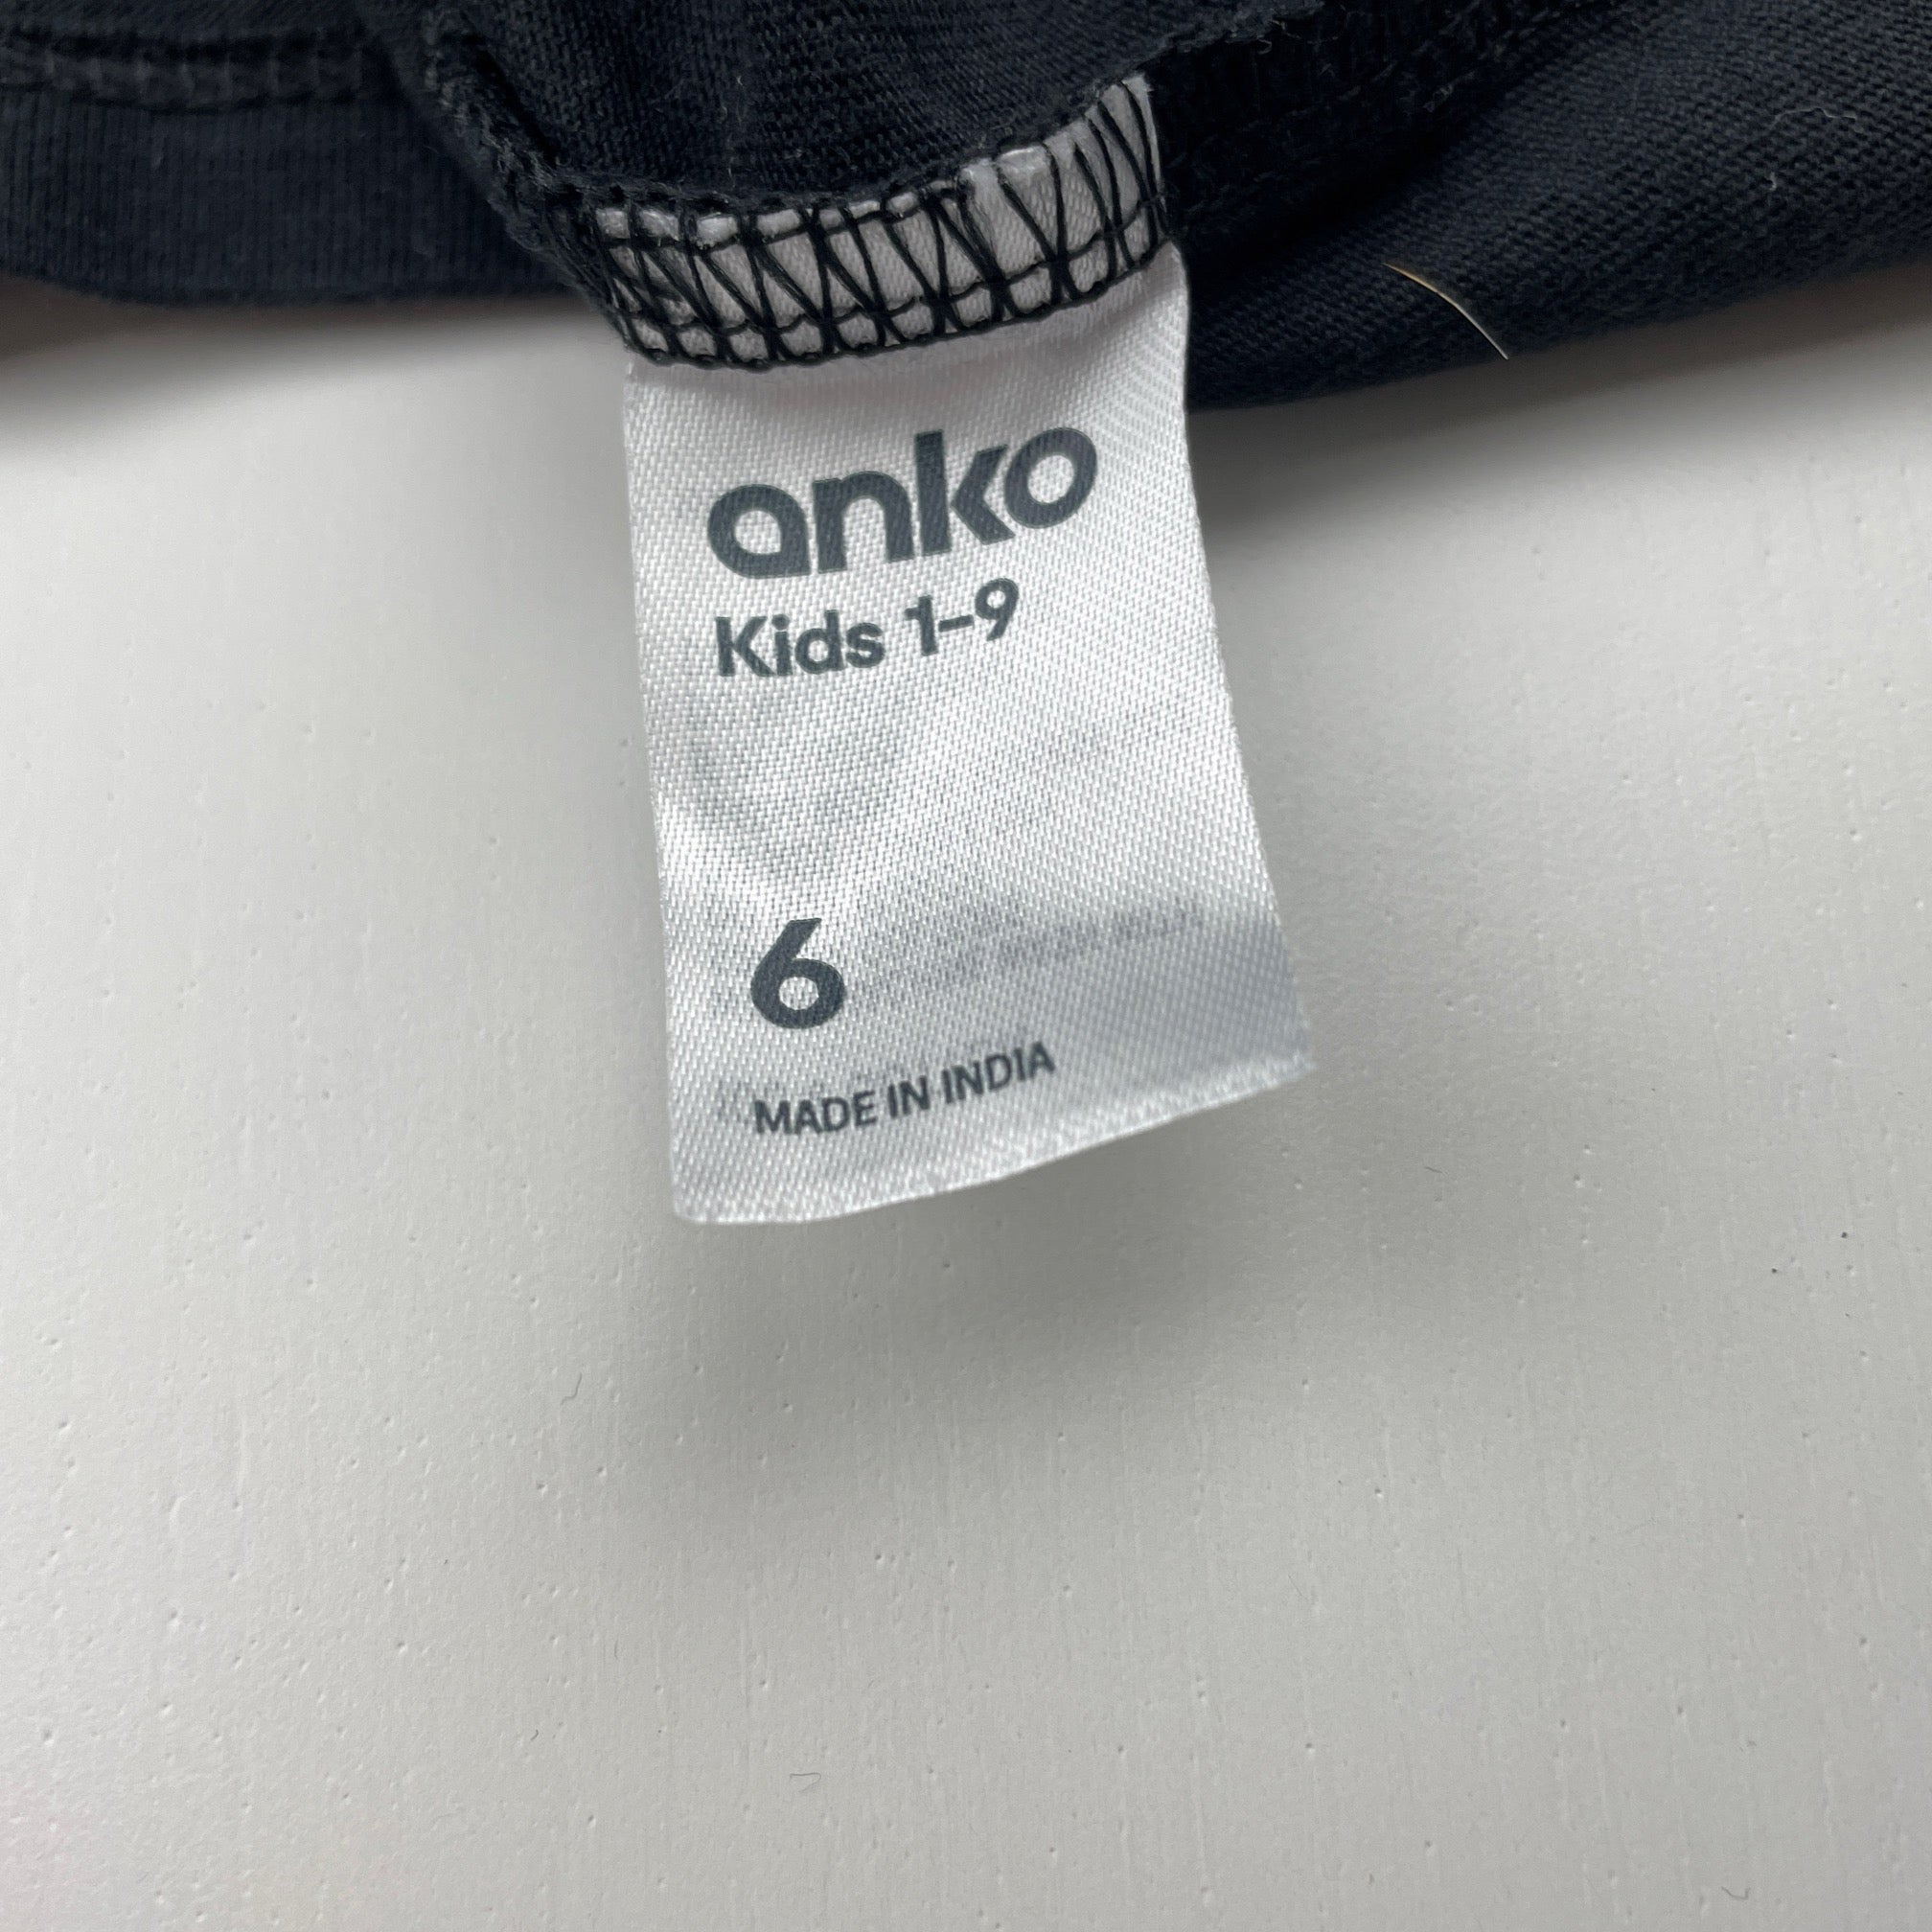 anko
Kids 1-9
6
MADE IN INDIA